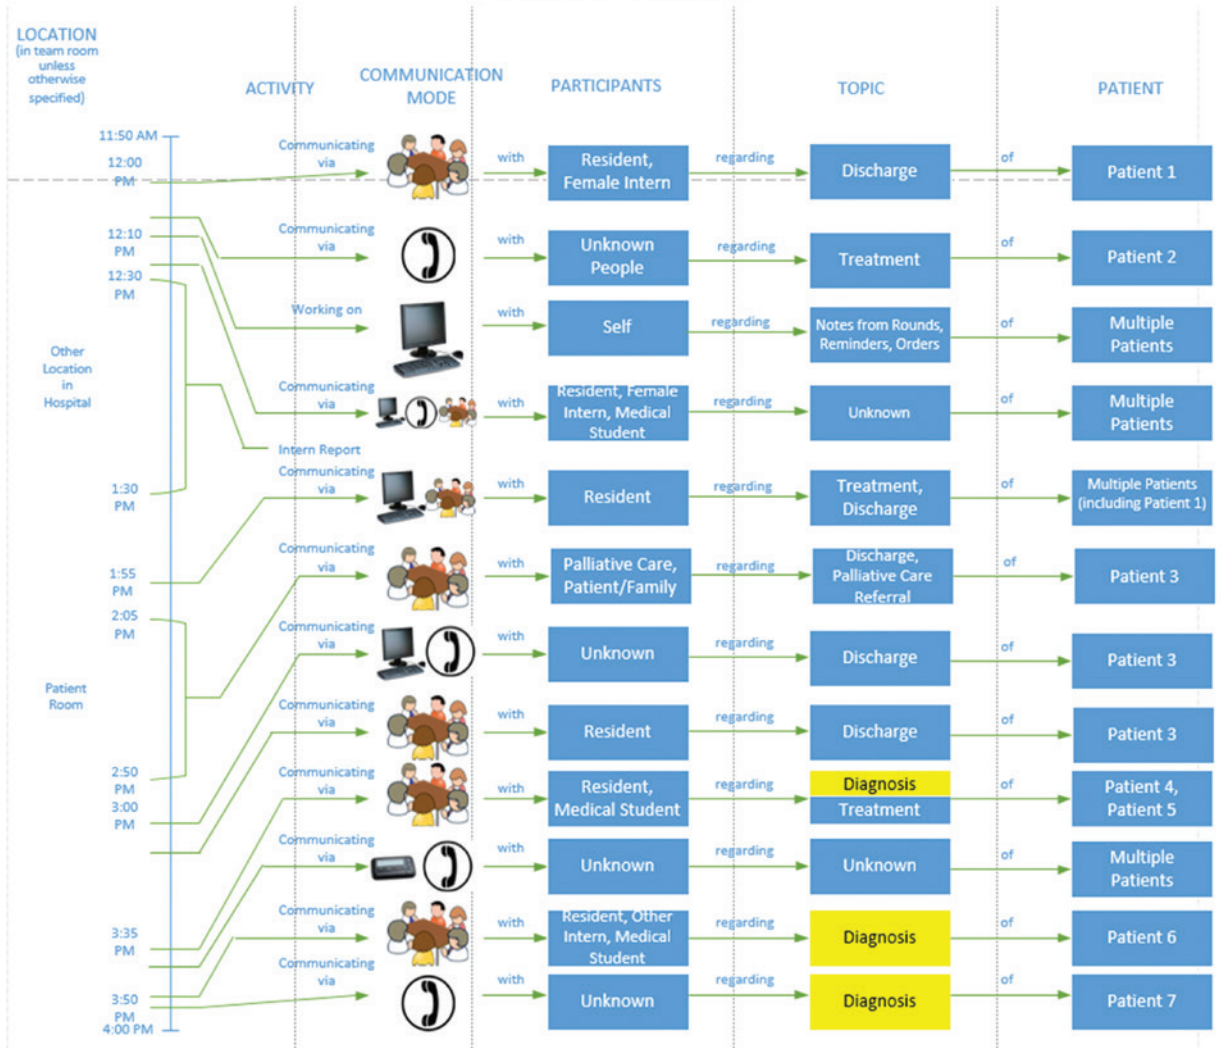 LOCATION
(in team room
unless
otherwise
specified)
ACTIVITY
COMMUNICATION
MODE
PARTICIPANTS
TOPIC
PATIENT
11:50 AM
12:00
PM
Communicating
via
with
Resident,
Female Intern
regarding
Discharge
of
Patient 1
12:10
PM
Communicating
via
with
Unknown
People
regarding
Treatment
of
Patient 2
12:30
PM
Working on
with
Self
regarding
Notes from Rounds,
Reminders, Orders
of
Multiple
Patients
Other
Location
in
Hospital
Communicating
via
with
Resident, Female
Intern, Medical
Student
regarding
Unknown
of
Multiple
Patients
Intern Report
1:30
PM
Communicating
via
with
Resident
regarding
Treatment,
Discharge
of
Multiple Patients
(including Patient 1)
1:55
PM
Communicating
via
with
Palliative Care,
Patient/Family
regarding
Discharge,
Palliative Care
Referral
of
Patient 3
2:05
PM
Communicating
via
with
Unknown
regarding
Discharge
of
Patient 3
Patient
Room
Communicating
via
with
Resident
regarding
Discharge
of
Patient 3
2:50
PM
3:00
PM
Communicating
via
with
Resident,
Medical Student
regarding
Diagnosis
Treatment
of
Patient 4,
Patient 5
Communicating
via
with
Unknown
regarding
Unknown
of
Multiple
Patients
3:35
PM
Communicating
via
with
Resident, Other
Intern, Medical
Student
regarding
Diagnosis
of
Patient 6
3:50
PM
4:00 PM
Communicating
via
with
Unknown
regarding
Diagnosis
of
Patient 7